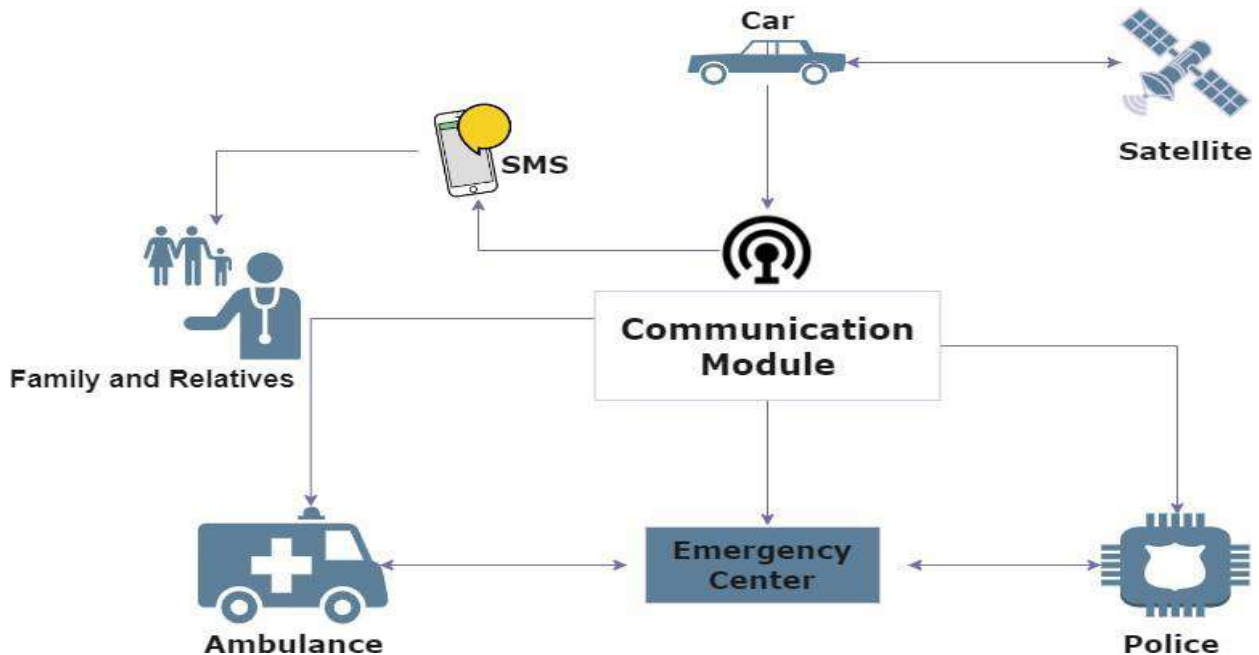 Car
Satellite
SMS
Communication
Module
Family and Relatives
Emergency
Center
Ambulance
Police